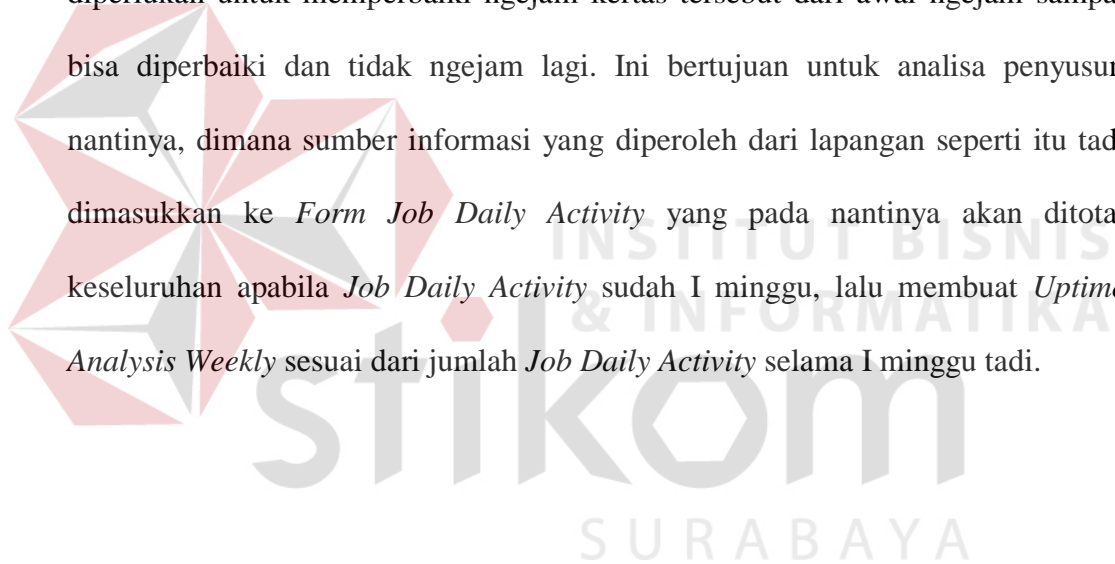 diperlukan untuk memperbaiki ngejam kertas tersebut dari awal ngejam sampa
bisa diperbaiki dan tidak ngejam lagi. Ini bertujuan untuk analisa penyusun
nantinya, dimana sumber informasi yang diperoleh dari lapangan seperti itu tad
dimasukkan ke Form Job Daily Activity yang pada nantinya akan ditota
keseluruhan apabila Job Daily Activity sudah I minggu, lalu membuat Uptime
Analysis Weekly sesuai dari jumlah Job Daily Activity selama I minggu tadi.
INSTITUT BISNIS
& INFORMATIKA
stikom
SURABAYA